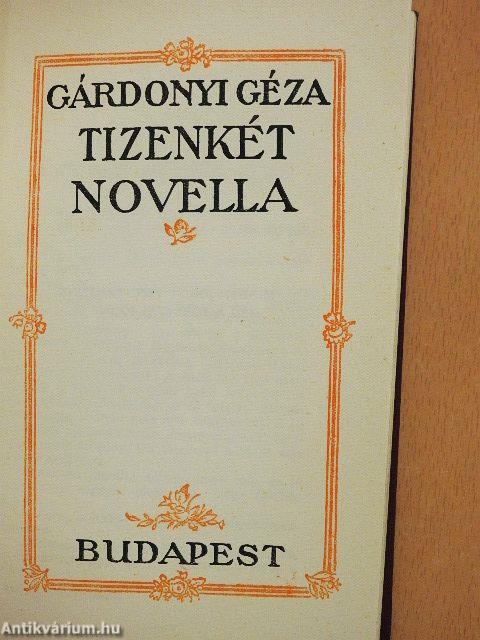 GÁRDONYI GÉZA
TIZENKÉT
NOVELLA
BUDAPEST
Antikvárium.hu